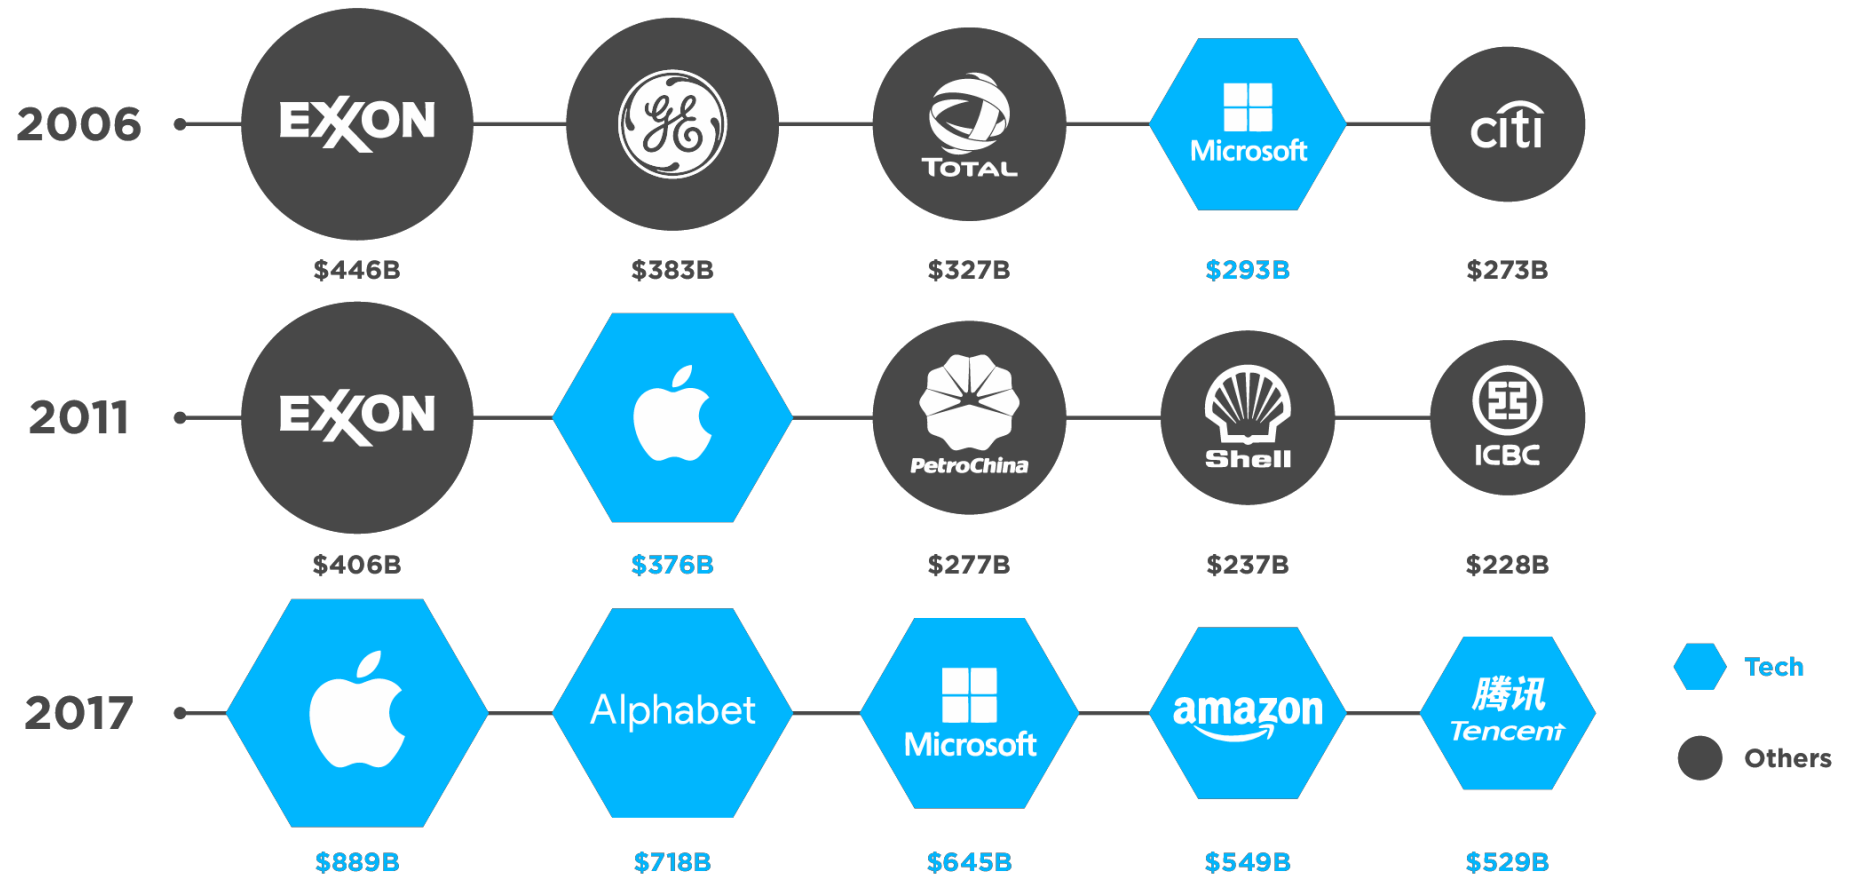 2006
EXXON
GE
TOTAL
Microsoft
citi
$446B
$383B
$327B
$293B
$273B
2011
EXXON
PetroChina
Shell
ICBC
$406B
$376B
$277B
$237B
$228B
2017
Alphabet
Microsoft
amazon
腾讯
Tencent
$889B
$718B
$645B
$549B
$529B
Tech
Others